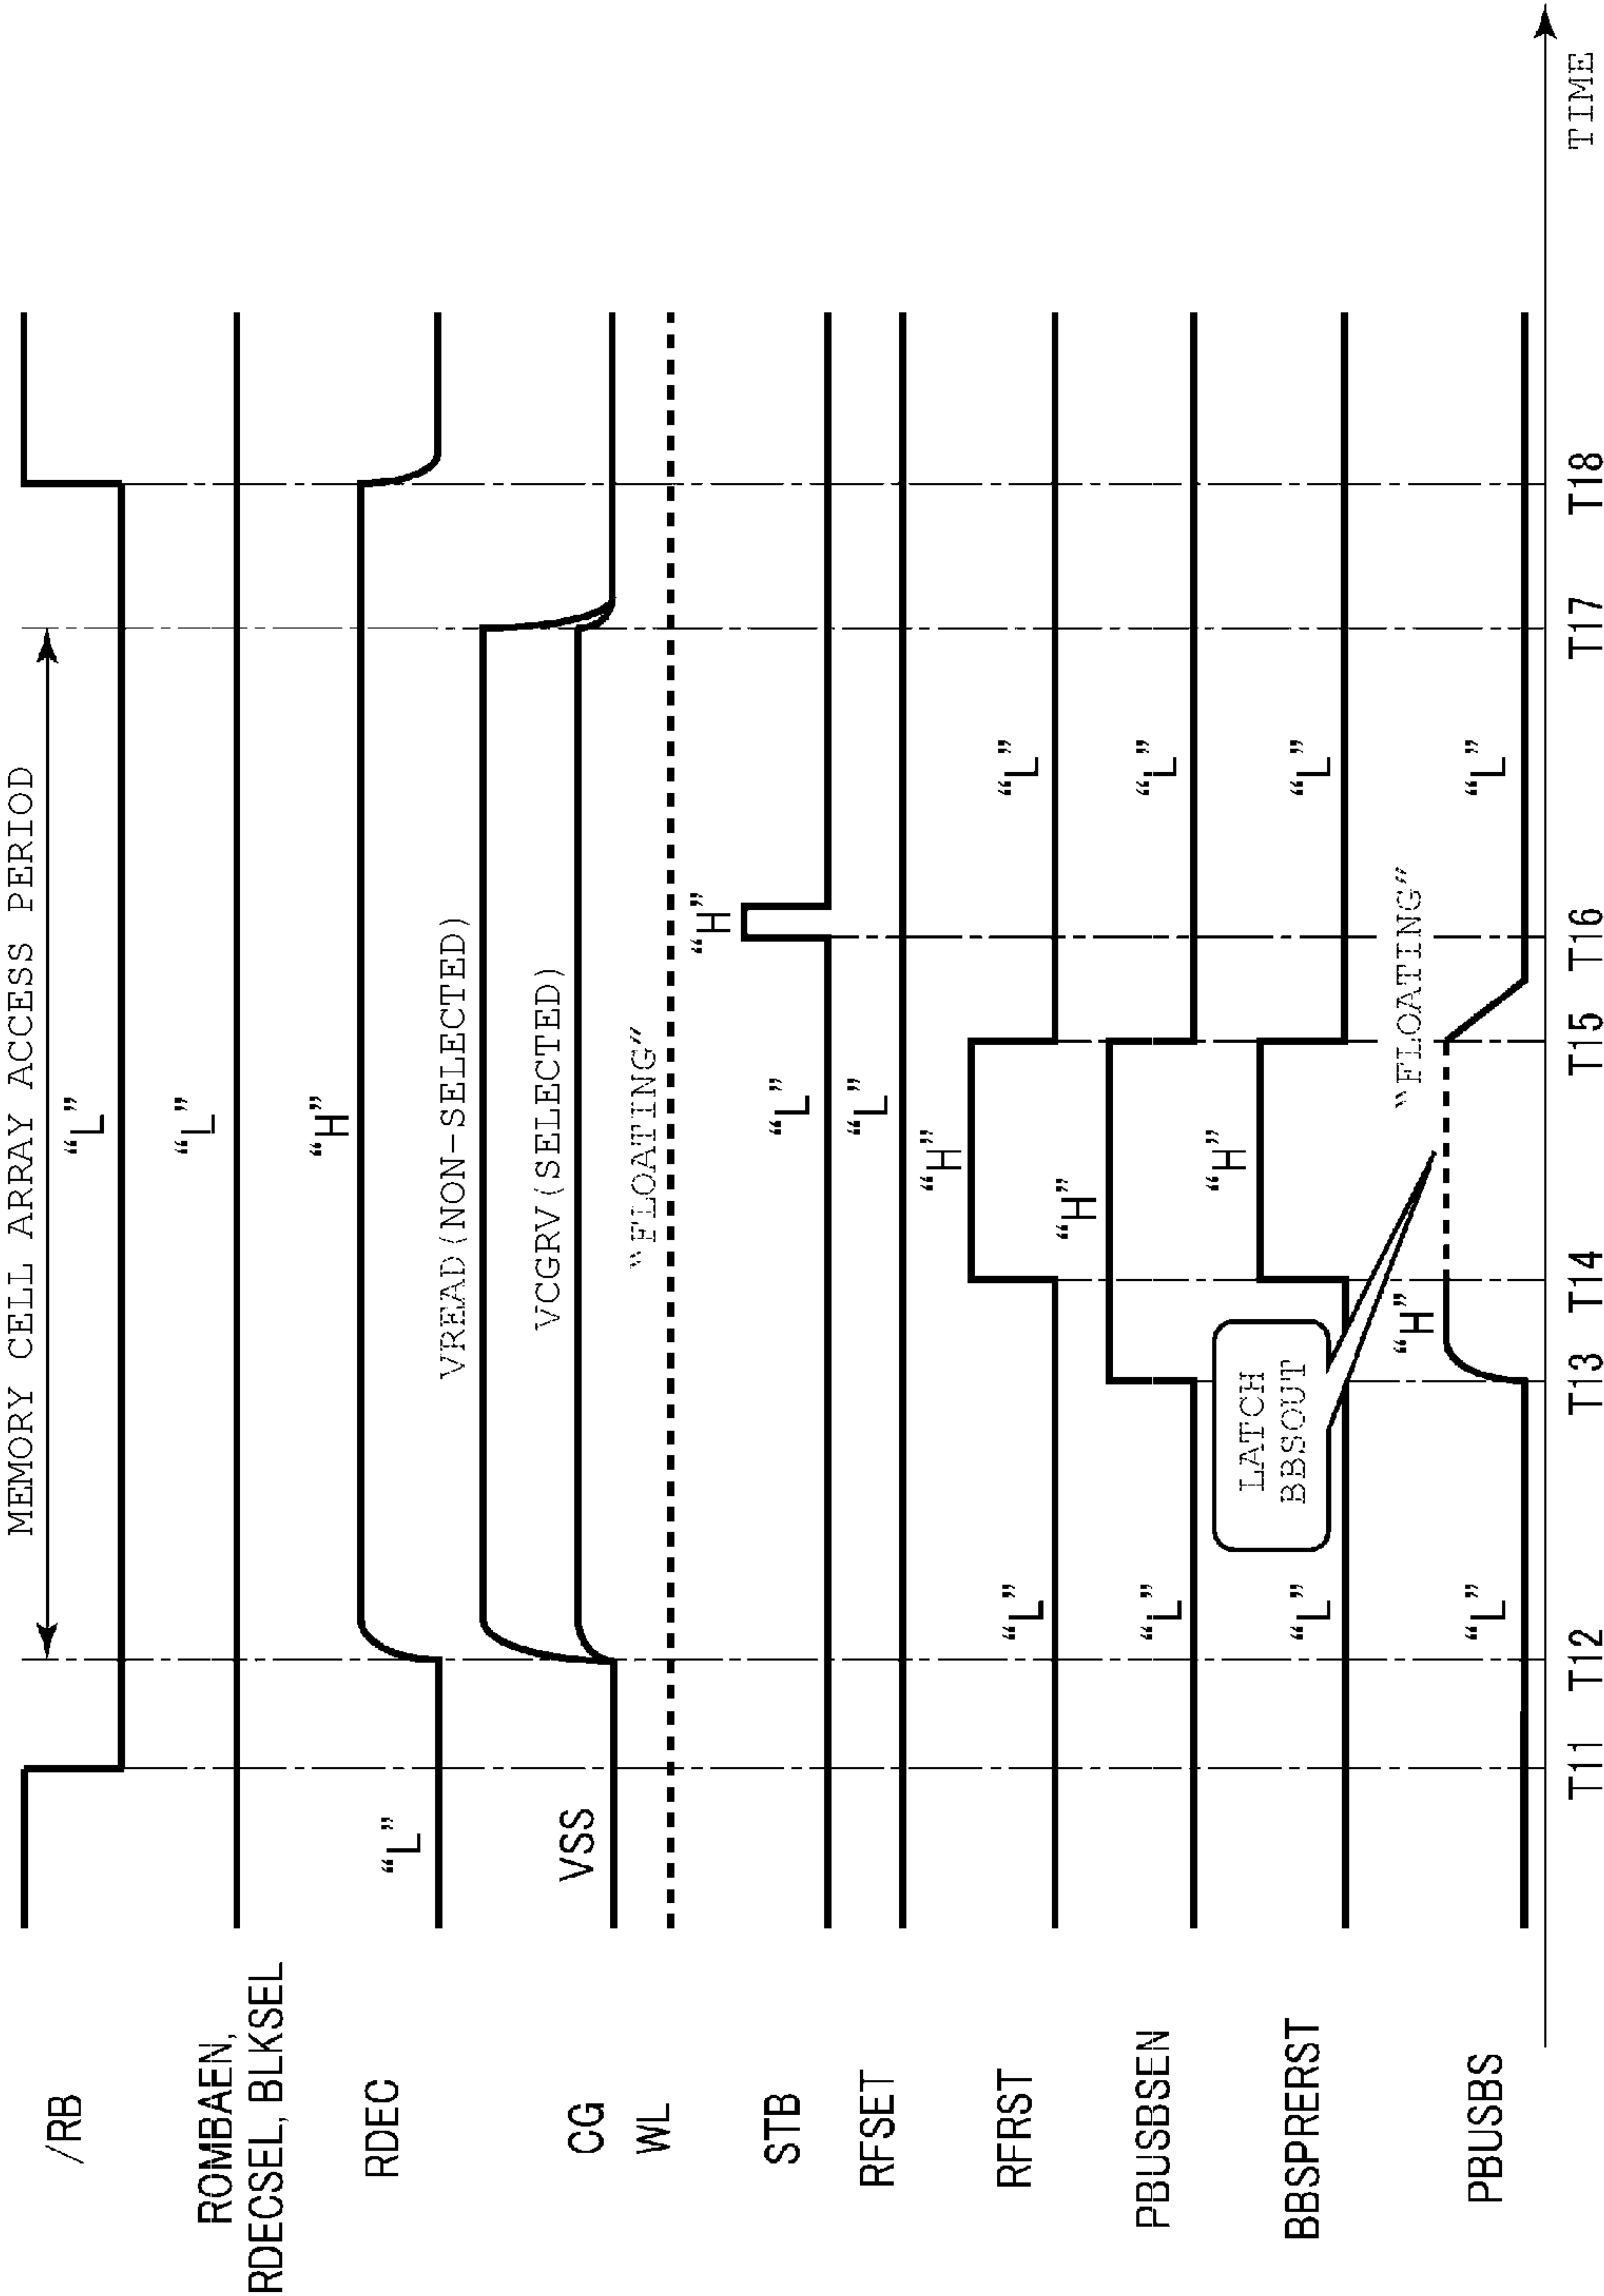 MEMORY CELL ARRAY ACCESS PERIOD
/RB
“L”
ROMBAEN,
RDECSEL, BLKSEL
“L”
RDEC
“L”
“H”
VREAD(NON-SELECTED)
CG
VSS
VCGRV(SELECTED)
WL
“FLOATING”
STB
“L”
“H”
RFSET
“L”
RFRST
“L”
“H”
“L”
PBUSBSEN
“L”
“H”
“L”
BBSPRERST
“L”
“H”
“L”
LATCH
BBSOUT
PBUSBS
“L”
“H”
“FLOATING”
“L”
T11 T12 T13 T14 T15 T16 T17 T18
TIME